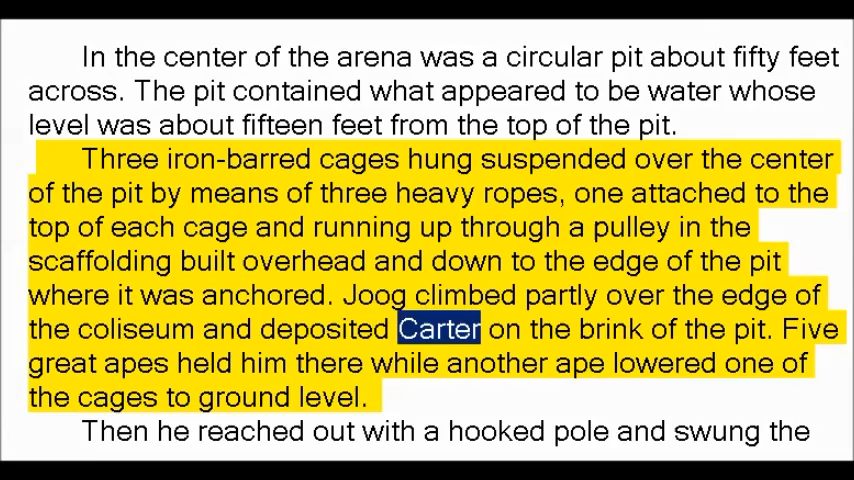 In the center of the arena was a circular pit about fifty feet
across. The pit contained what appeared to be water whose
level was about fifteen feet from the top of the pit.
Three iron-barred cages hung suspended over the center
of the pit by means of three heavy ropes, one attached to the
top of each cage and running up through a pulley in the
scaffolding built overhead and down to the edge of the pit
where it was anchored. Joog climbed partly over the edge of
the coliseum and deposited Carter on the brink of the pit. Five
great apes held him there while another ape lowered one of
the cages to ground level.
Then he reached out with a hooked pole and swung the